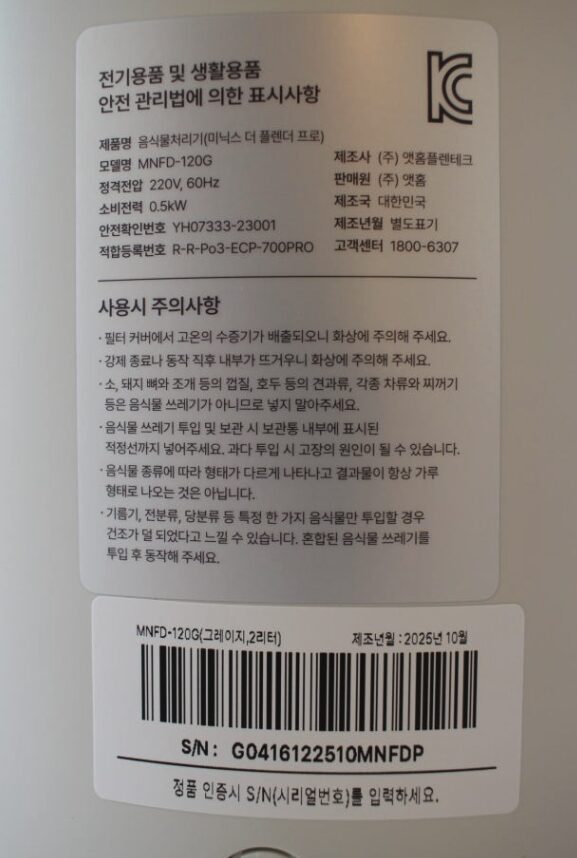 전기용품 및 생활용품
안전 관리법에 의한 표시사항
KC
제품명 음식물처리기(미닉스 더 플렌더 프로)
모델명 MNFD-120G
정격전압 220V, 60Hz
소비전력 0.5kW
안전확인번호 YH07333-23001
적합등록번호 R-R-Po3-ECP-700PRO
제조사 (주) 앳홈플렌테크
판매원 (주) 앳홈
제조국 대한민국
제조년월 별도표기
고객센터 1800-6307
사용시 주의사항
· 필터 커버에서 고온의 수증기가 배출되오니 화상에 주의해 주세요.
· 강제 종료나 동작 직후 내부가 뜨거우니 화상에 주의해 주세요.
· 소, 돼지 뼈와 조개 등의 껍질, 호두 등의 견과류, 각종 차류와 찌꺼기
등은 음식물 쓰레기가 아니므로 넣지 말아주세요.
· 음식물 쓰레기 투입 및 보관 시 보관통 내부에 표시된
적정선까지 넣어주세요. 과다 투입 시 고장의 원인이 될 수 있습니다.
· 음식물 종류에 따라 형태가 다르게 나타나고 결과물이 항상 가루
형태로 나오는 것은 아닙니다.
· 기름기, 전분류, 당분류 등 특정 한 가지 음식물만 투입할 경우
건조가 덜 되었다고 느낄 수 있습니다. 혼합된 음식물 쓰레기를
투입 후 동작해 주세요.
MNFD-120G(그레이지,2리터)
제조년월 : 2025년 10월
S/N : G0416122510MNFDP
정품 인증시 S/N(시리얼번호)를 입력하세요.